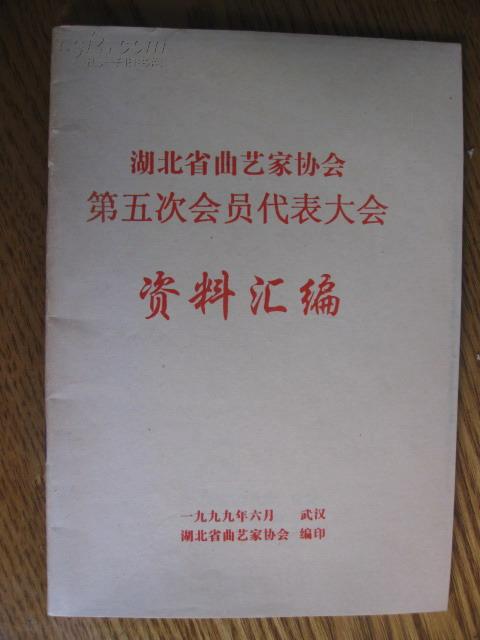 湖北省曲艺家协会
第五次会员代表大会
资料汇编
一九九九年六月 武汉
湖北省曲艺家协会 编印